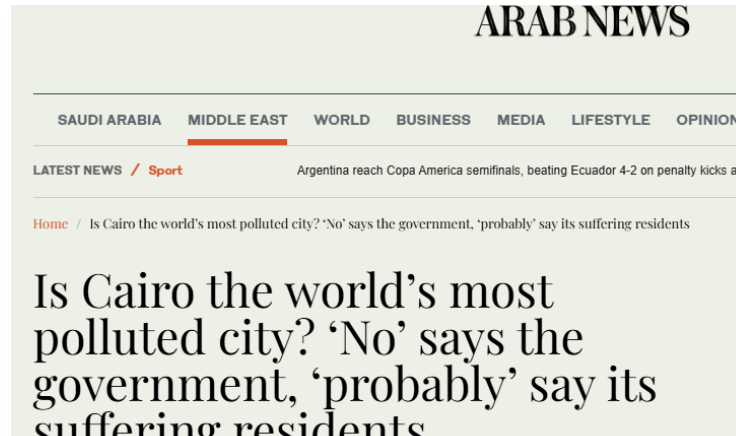 ARAB NEWS
SAUDI ARABIA MIDDLE EAST WORLD BUSINESS MEDIA LIFESTYLE OPINION
LATEST NEWS / Sport Argentina reach Copa America semifinals, beating Ecuador 4-2 on penalty kicks a
Home / Is Cairo the world’s most polluted city? ‘No’ says the government, ‘probably’ say its suffering residents
Is Cairo the world’s most
polluted city? ‘No’ says the
government, ‘probably’ say its
suffering residents